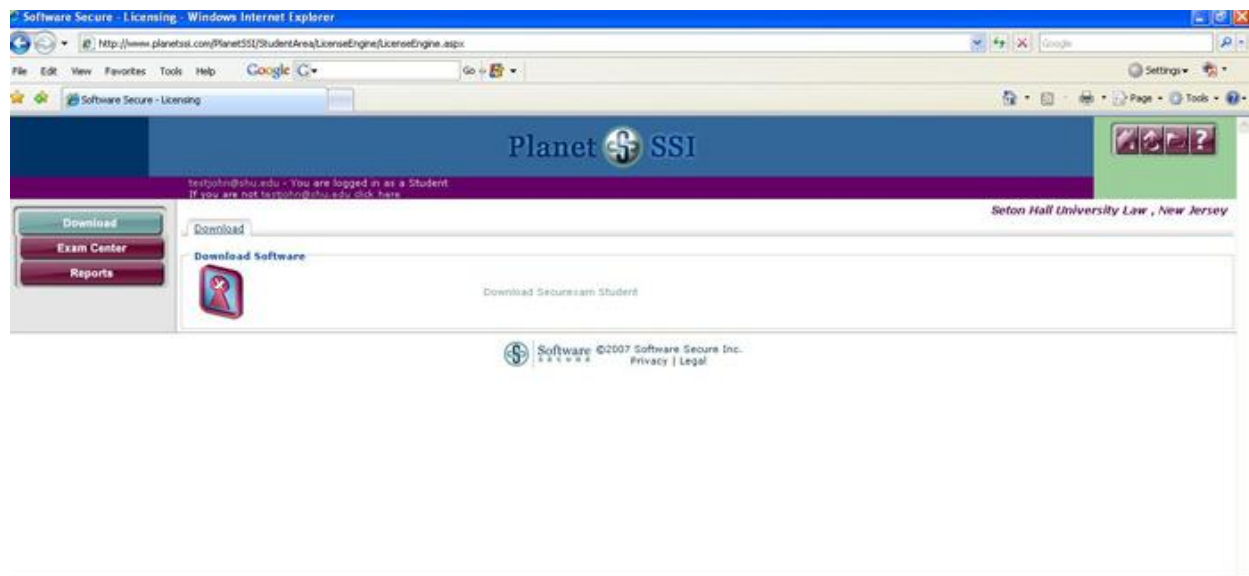 Software Secure - Licensing - Windows Internet Explorer
http://www.planetssi.com/PlanetSSI/StudentArea/LicenseEngine/LicenseEngine.aspx
Google
File Edit View Favorites Tools Help Google G Go Settings
Software Secure - Licensing
Page Tools
Planet S SSI
?
testjohn@shu.edu - You are logged in as a Student
If you are not testjohn@shu.edu click here
Seton Hall University Law , New Jersey
Download
Exam Center
Reports
Download
Download Software
Download Securexam Student
S Software ©2007 Software Secure Inc.
SECURE Privacy | Legal